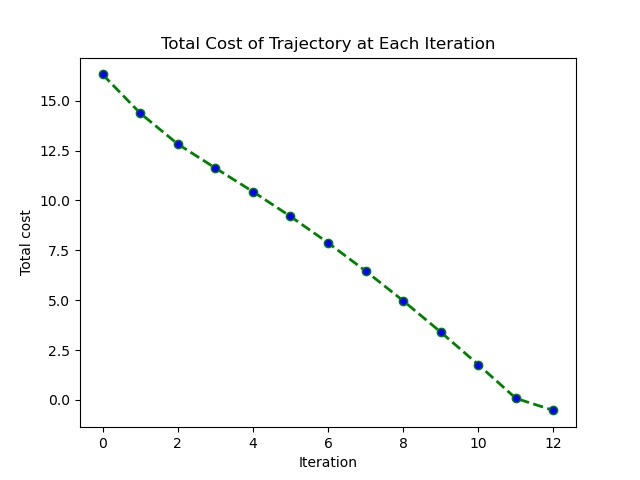 Total Cost of Trajectory at Each Iteration
Total cost
15.0
12.5
10.0
7.5
5.0
2.5
0.0
0 2 4 6 8 10 12
Iteration